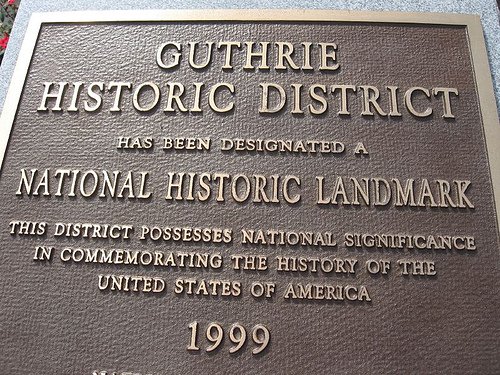 GUTHRIE
HISTORIC DISTRICT
HAS BEEN DESIGNATED A
NATIONAL HISTORIC LANDMARK
THIS DISTRICT POSSESSES NATIONAL SIGNIFICANCE
IN COMMEMORATING THE HISTORY OF THE
UNITED STATES OF AMERICA
1999